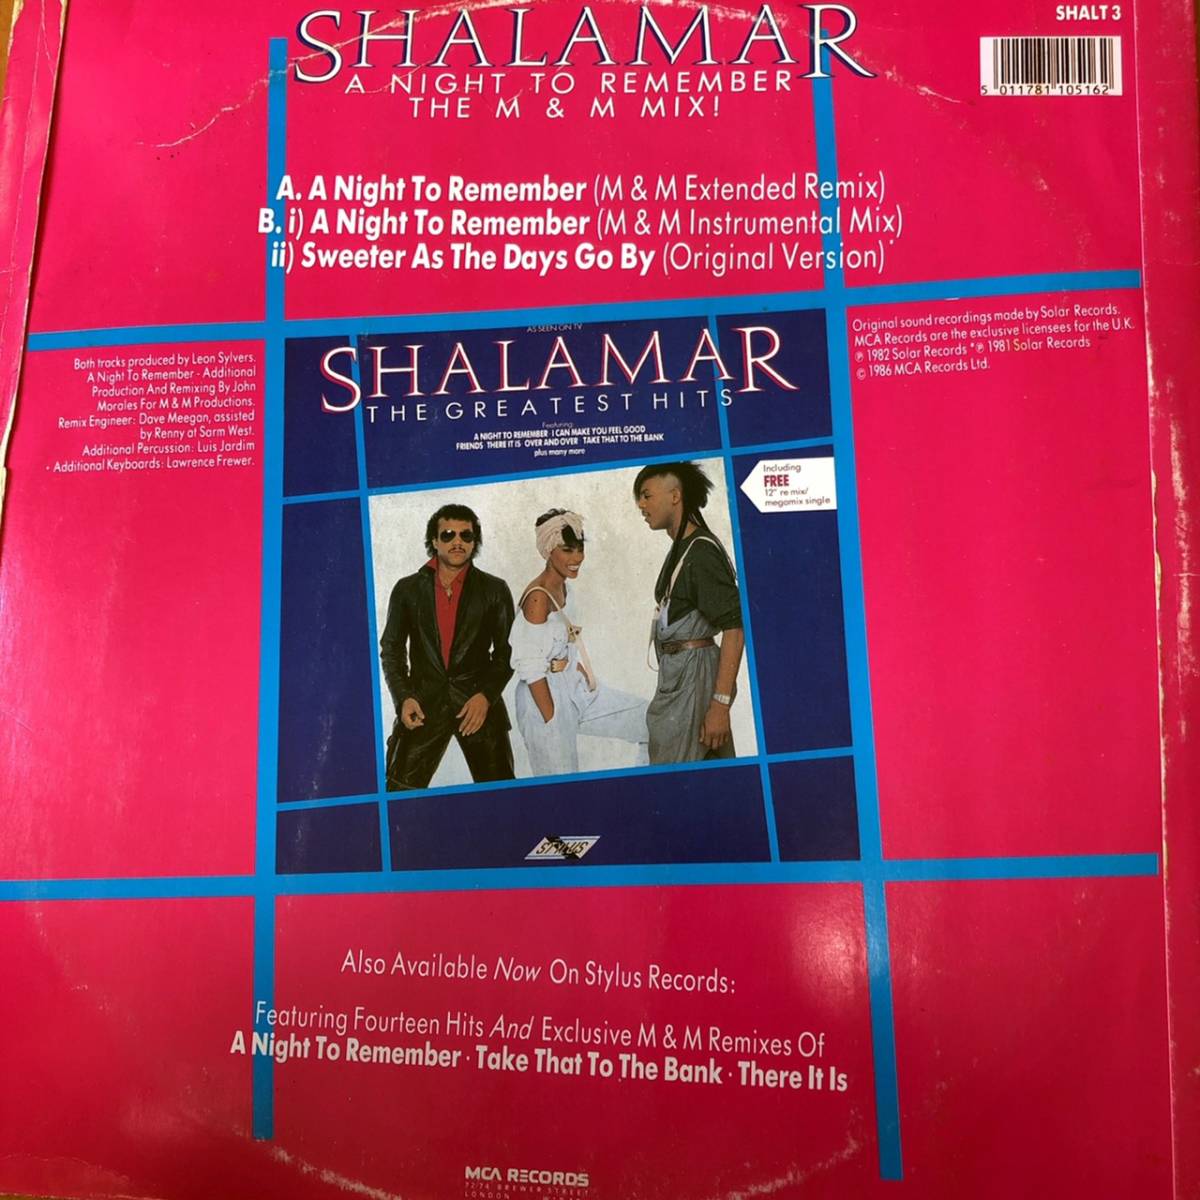 SHALAMAR
A NIGHT TO REMEMBER
THE M & M MIX!
SHALT 3
5 011781 105162
A. A Night To Remember (M & M Extended Remix)
B. i) A Night To Remember (M & M Instrumental Mix)
ii) Sweeter As The Days Go By (Original Version)*
Both tracks produced by Leon Sylvers.
A Night To Remember - Additional
Production And Remixing By John
Morales For M & M Productions.
Remix Engineer: Dave Meegan, assisted
by Renny at Sarm West.
Additional Percussion: Luis Jardim
Additional Keyboards: Lawrence Frewer.
AS SEEN ON TV
SHALAMAR
THE GREATEST HITS
Featuring
A NIGHT TO REMEMBER I CAN MAKE YOU FEEL GOOD
FRIENDS THERE IT IS OVER AND OVER TAKE THAT TO THE BANK
plus many more
Including
FREE
12" re mix/
megamix single
STYLUS
Original sound recordings made by Solar Records.
MCA Records are the exclusive licensees for the U.K.
℗ 1982 Solar Records *℗ 1981 Solar Records
© 1986 MCA Records Ltd.
Also Available Now On Stylus Records:
Featuring Fourteen Hits And Exclusive M & M Remixes Of
A Night To Remember · Take That To The Bank · There It Is
MCA RECORDS
72/74 BREWER STREET
LONDON